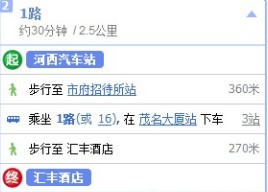 2
1路
约30分钟 / 2.5公里
起 河西汽车站
步行至 市府招待所站 360米
乘坐 1路(或 16), 在 茂名大厦站 下车 3站
步行至 汇丰酒店 270米
终 汇丰酒店